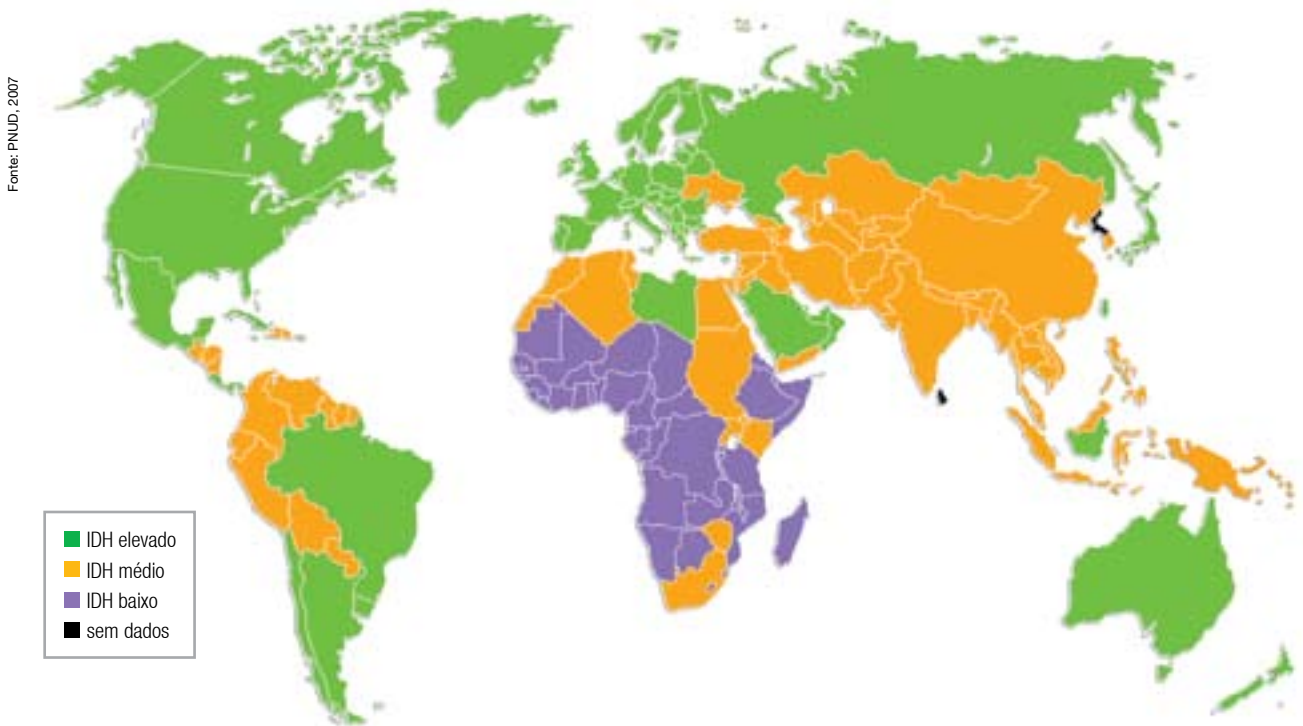 Fonte: PNUD, 2007
IDH elevado
IDH médio
IDH baixo
sem dados